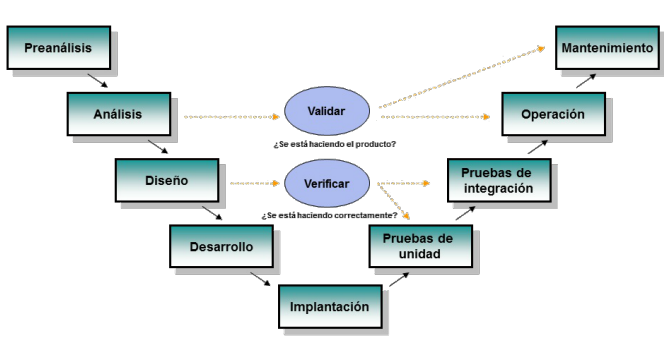 Preanálisis
Mantenimiento
Análisis
Validar
Operación
¿Se está haciendo el producto?
Diseño
Verificar
Pruebas de
integración
¿Se está haciendo correctamente?
Desarrollo
Pruebas de
unidad
Implantación